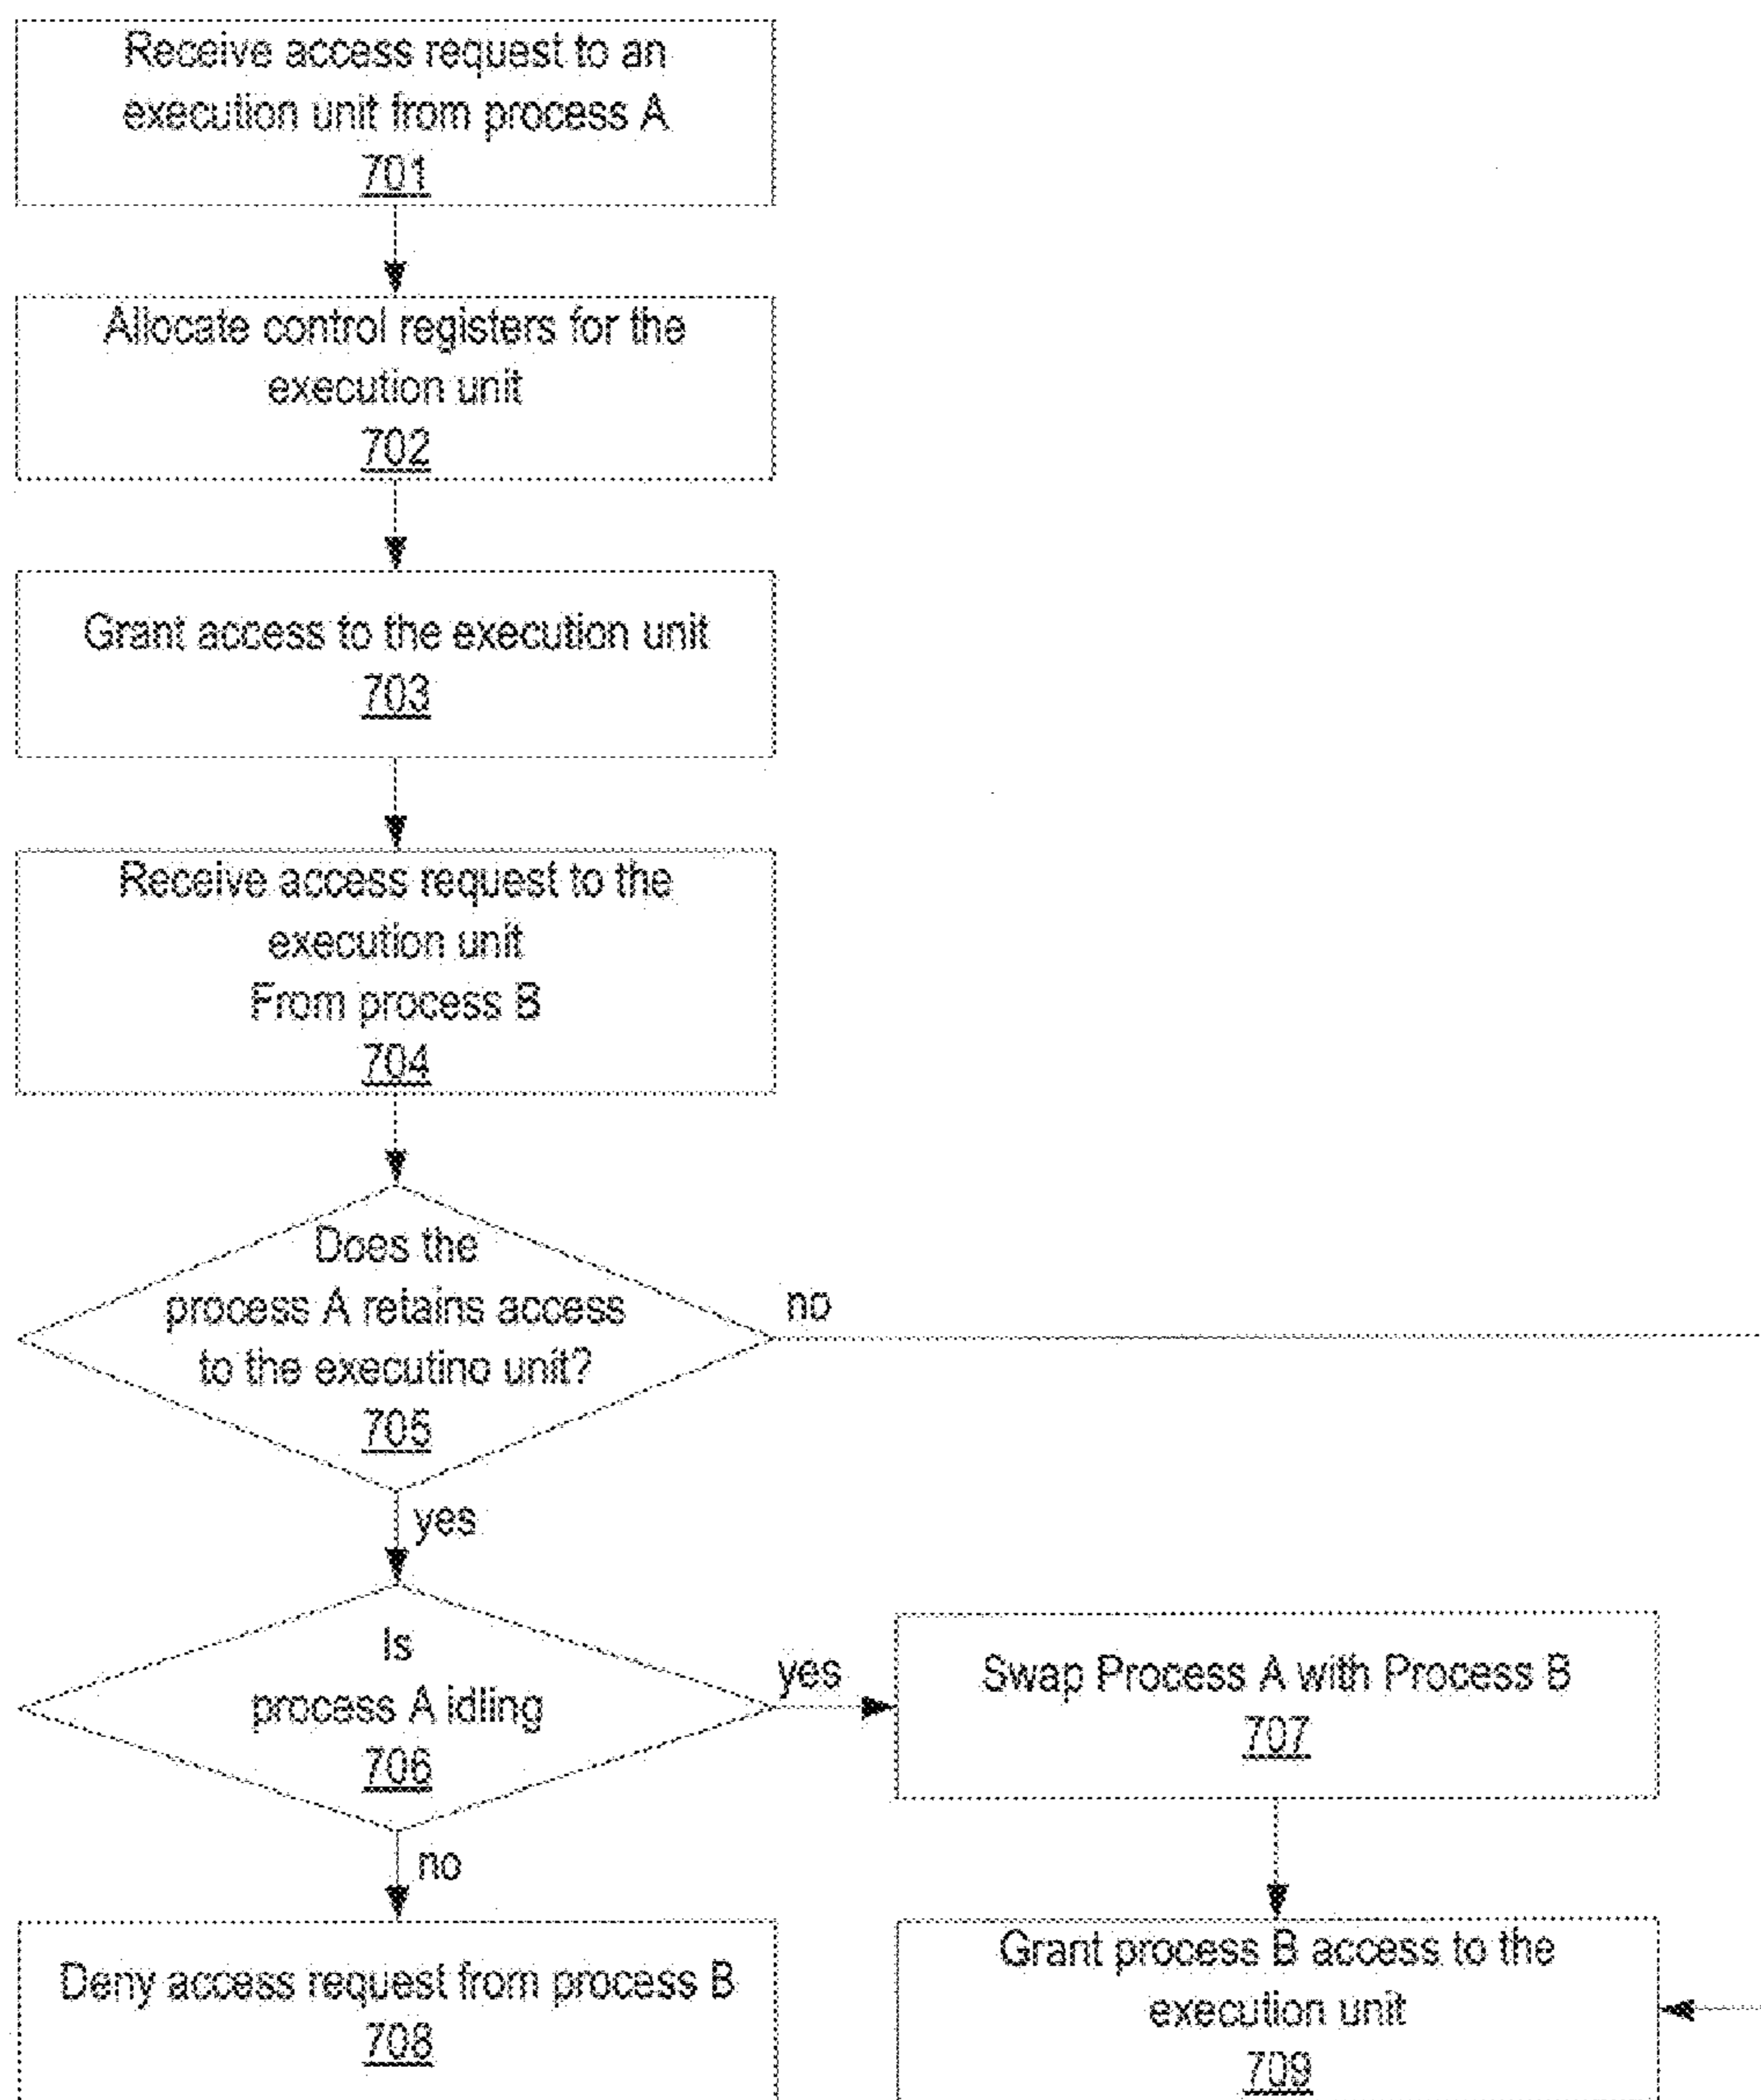 Receive access request to an
execution unit from process A
701
Allocate control registers for the
execution unit
702
Grant access to the execution unit
703
Receive access request to the
execution unit
From process B
704
Does the
process A retains access
to the executino unit?
705
no
yes
Is
process A idling
706
yes
Swap Process A with Process B
707
no
Deny access request from process B
708
Grant process B access to the
execution unit
709